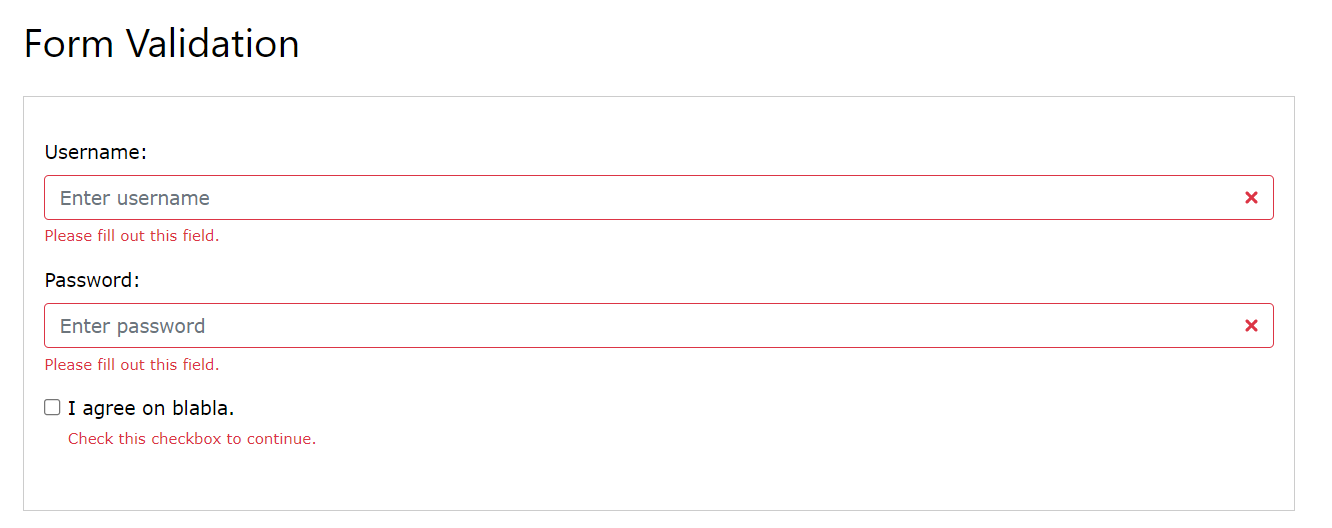 Form Validation
Username:
Enter username
Please fill out this field.
Password:
Enter password
Please fill out this field.
I agree on blabla.
Check this checkbox to continue.